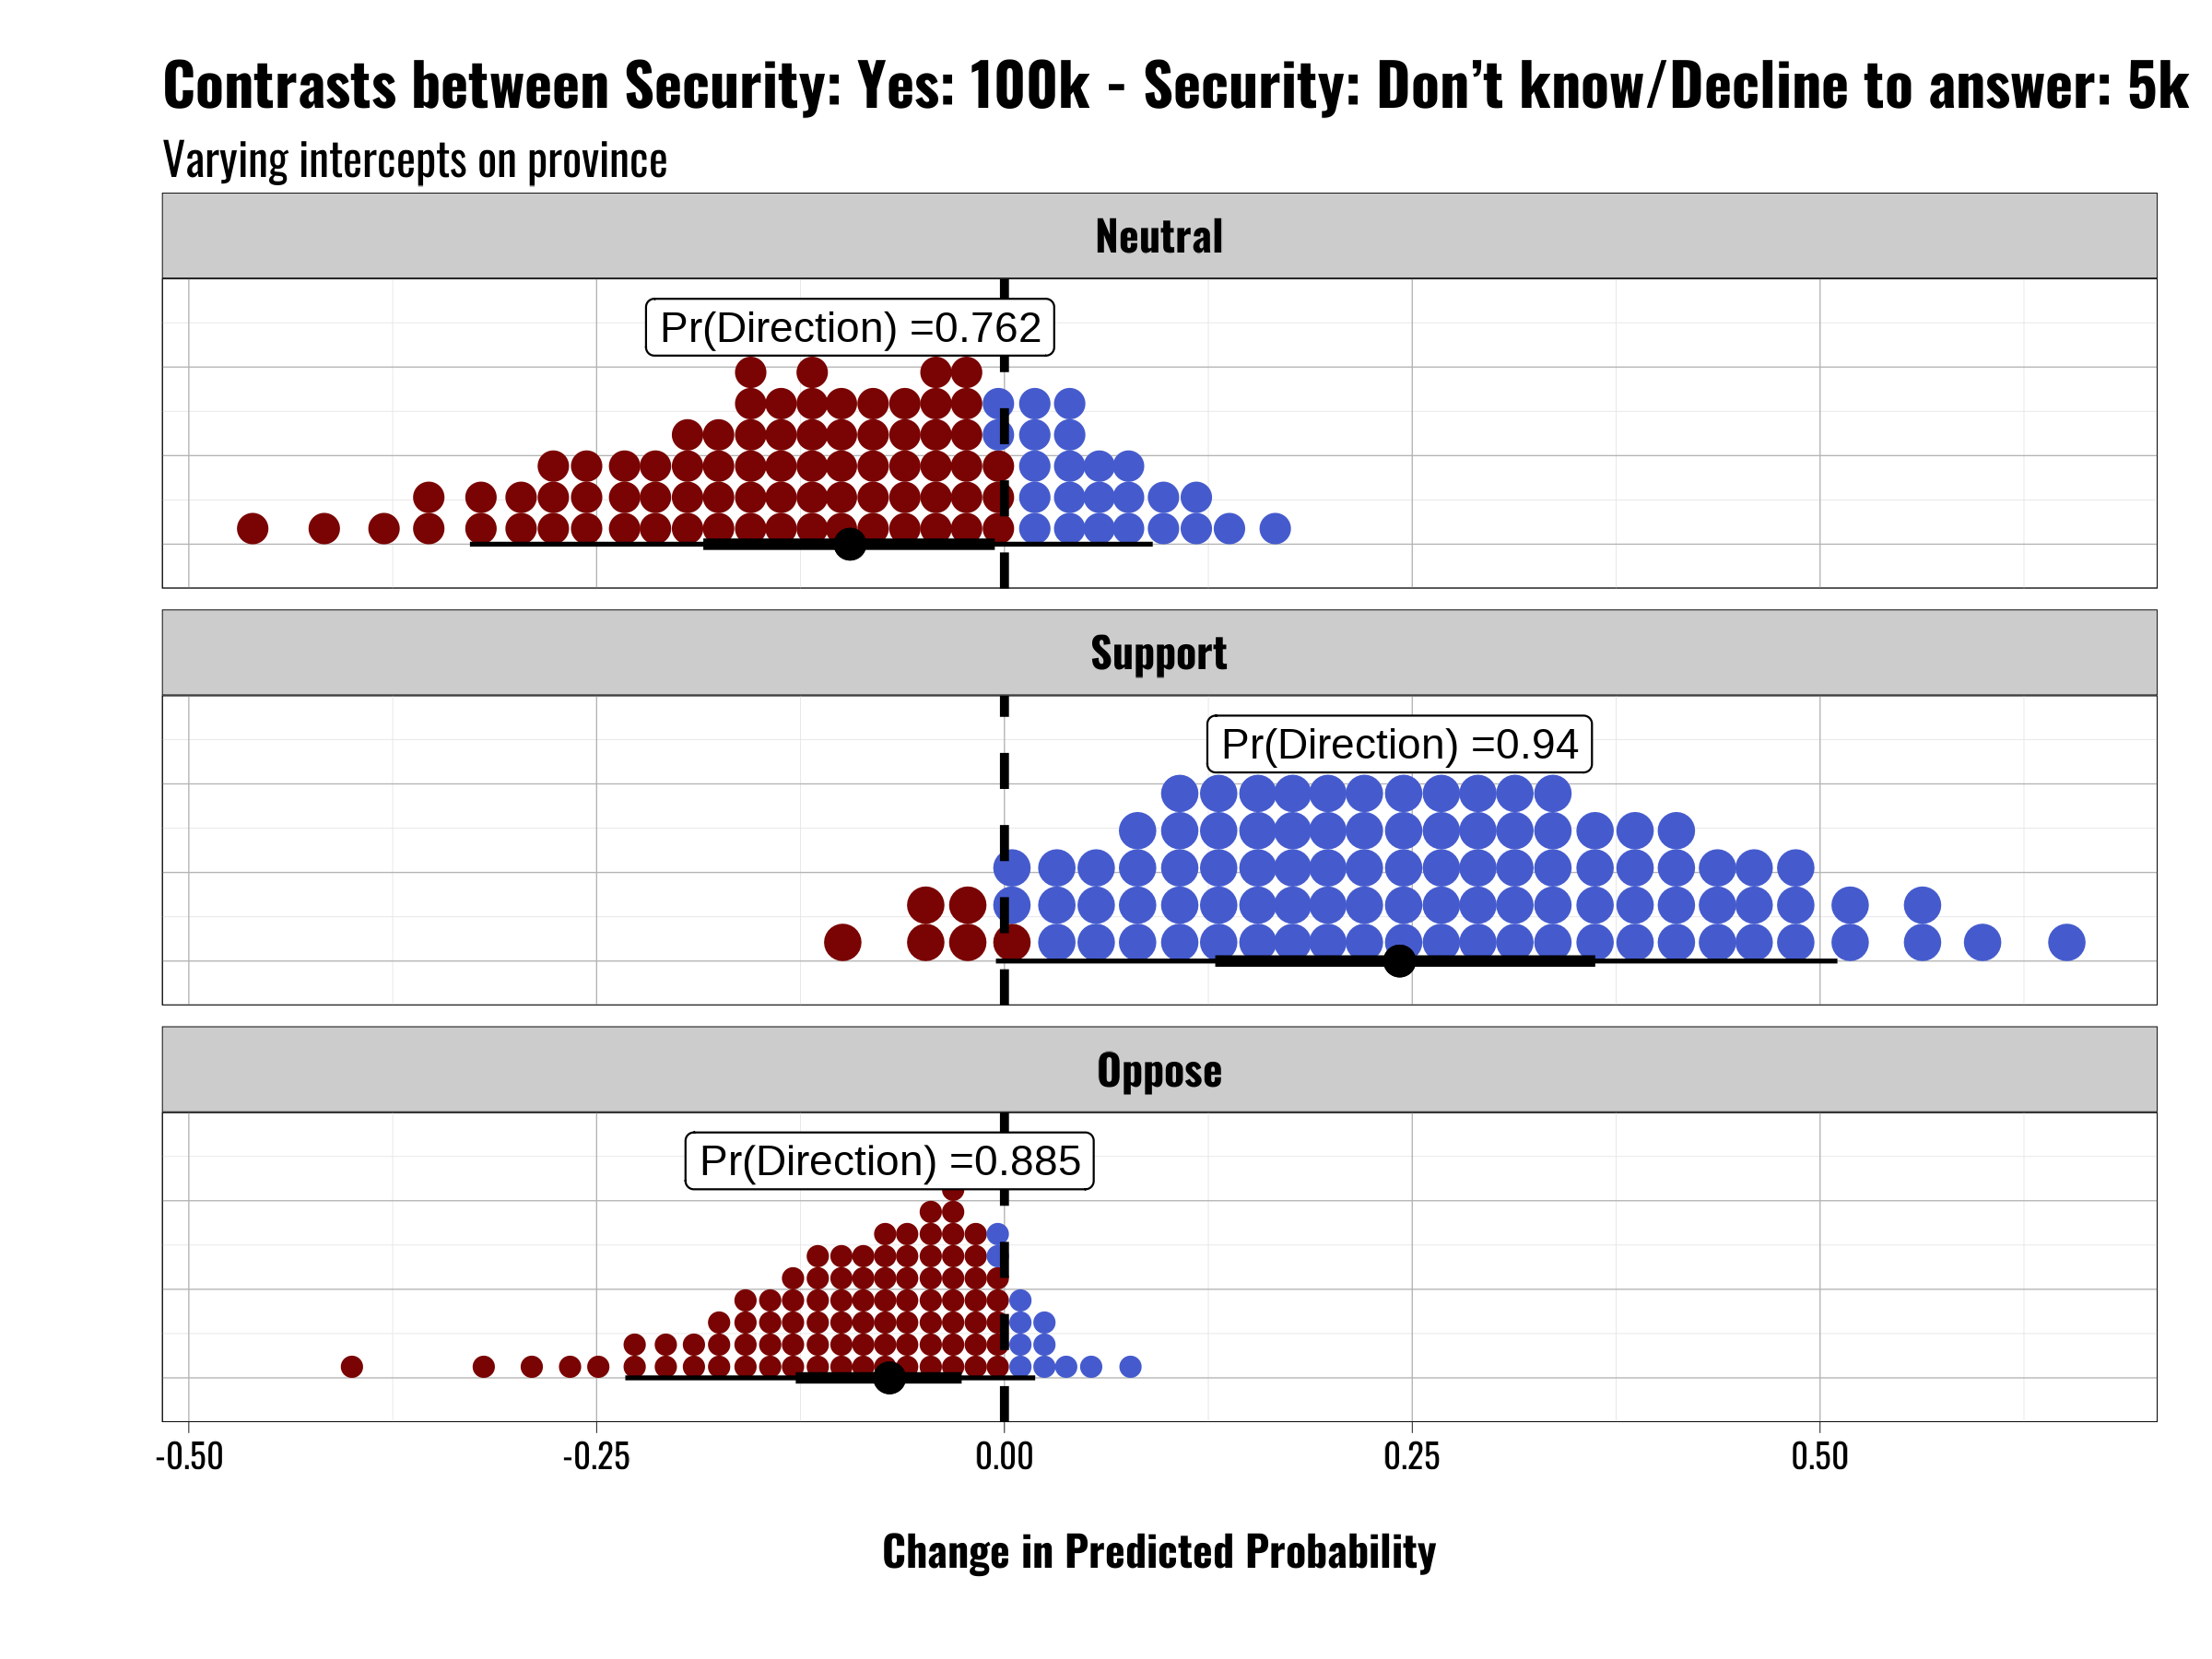 Contrasts between Security: Yes: 100k - Security: Don’t know/Decline to answer: 5k
Varying intercepts on province
Neutral
Pr(Direction) =0.762
Support
Pr(Direction) =0.94
Oppose
Pr(Direction) =0.885
-0.50 -0.25 0.00 0.25 0.50
Change in Predicted Probability